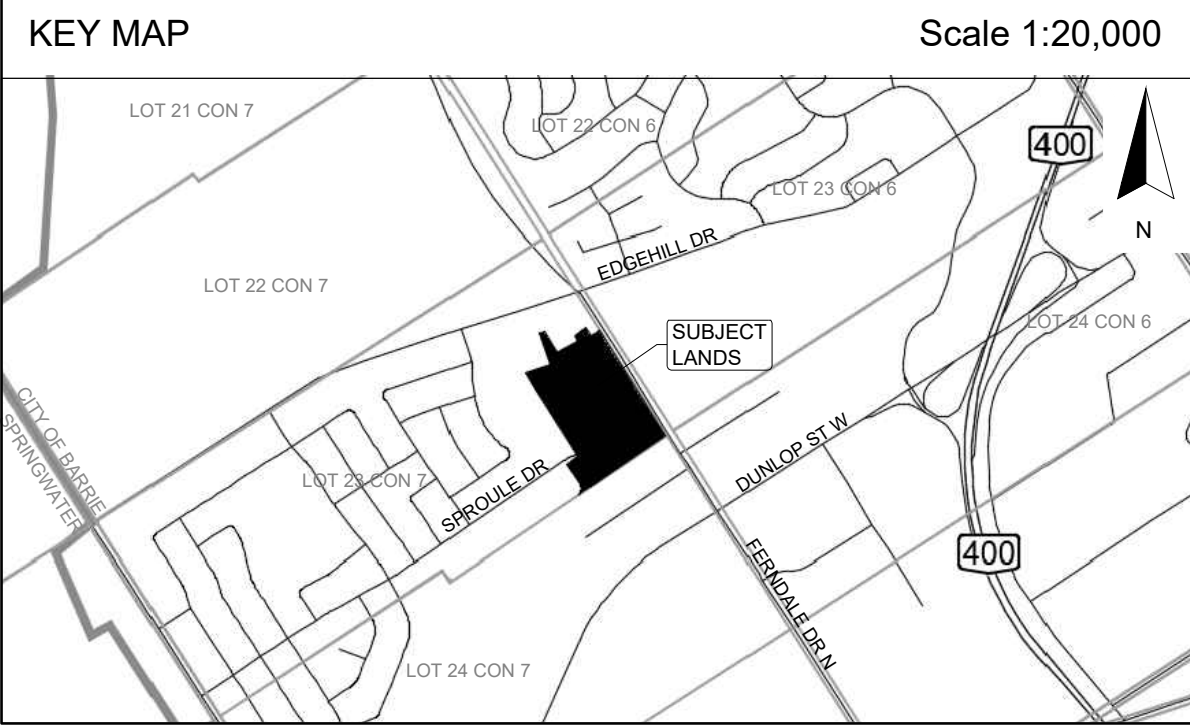 KEY MAP
Scale 1:20,000
LOT 21 CON 7
LOT 22 CON 6
400
LOT 23 CON 6
N
EDGEHILL DR
LOT 22 CON 7
SUBJECT
LANDS
LOT 24 CON 6
CITY OF BARRIE
SPRINGWATER
DUNLOP ST W
LOT 23 CON 7
SPROULE DR
400
FERNDALE DR N
LOT 24 CON 7